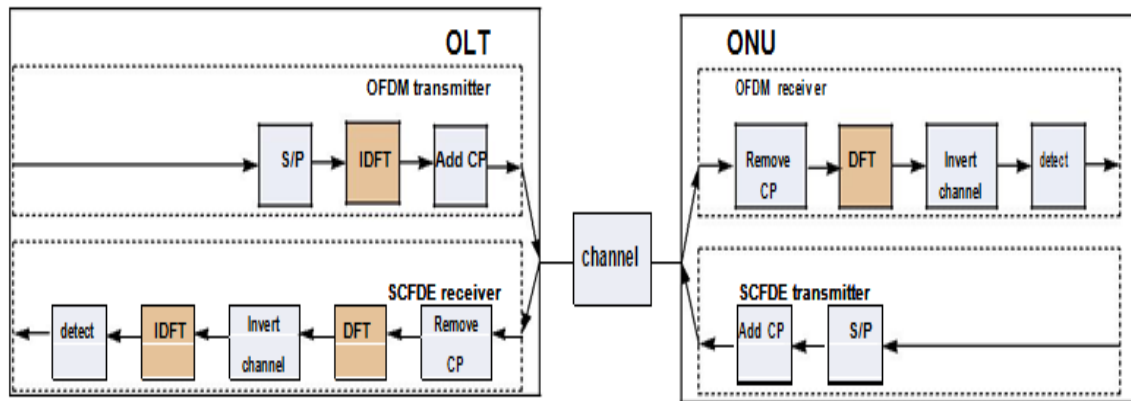 OLT
OFDM transmitter
S/P
IDFT
Add CP
SCFDE receiver
detect
IDFT
Invert
channel
DFT
Remove
CP
channel
ONU
OFDM receiver
Remove
CP
DFT
Invert
channel
detect
SCFDE transmitter
Add CP
S/P